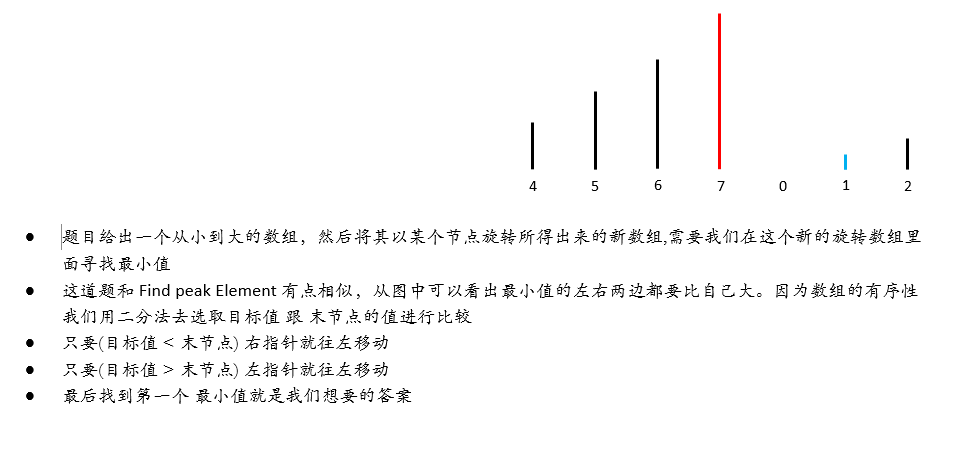 4 5 6 7 0 1 2
● 题目给出一个从小到大的数组，然后将其以某个节点旋转所得出来的新数组,需要我们在这个新的旋转数组里
面寻找最小值
● 这道题和 Find peak Element 有点相似，从图中可以看出最小值的左右两边都要比自己大。因为数组的有序性
我们用二分法去选取目标值 跟 末节点的值进行比较
● 只要(目标值 < 末节点) 右指针就往左移动
● 只要(目标值 > 末节点) 左指针就往左移动
● 最后找到第一个 最小值就是我们想要的答案